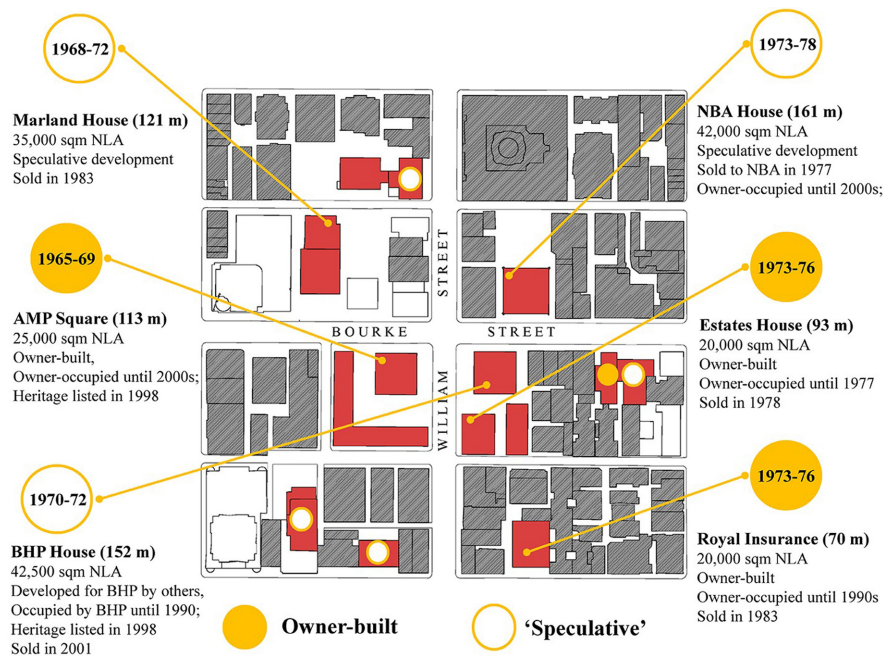 1968-72
Marland House (121 m)
35,000 sqm NLA
Speculative development
Sold in 1983
1965-69
AMP Square (113 m)
25,000 sqm NLA
Owner-built,
Owner-occupied until 2000s;
Heritage listed in 1998
1970-72
BHP House (152 m)
42,500 sqm NLA
Developed for BHP by others,
Occupied by BHP until 1990;
Heritage listed in 1998
Sold in 2001
STREET
BOURKE STREET
WILLIAM
1973-78
NBA House (161 m)
42,000 sqm NLA
Speculative development
Sold to NBA in 1977
Owner-occupied until 2000s;
1973-76
Estates House (93 m)
20,000 sqm NLA
Owner-built
Owner-occupied until 1977
Sold in 1978
1973-76
Royal Insurance (70 m)
20,000 sqm NLA
Owner-built
Owner-occupied until 1990s
Sold in 1983
Owner-built
‘Speculative’